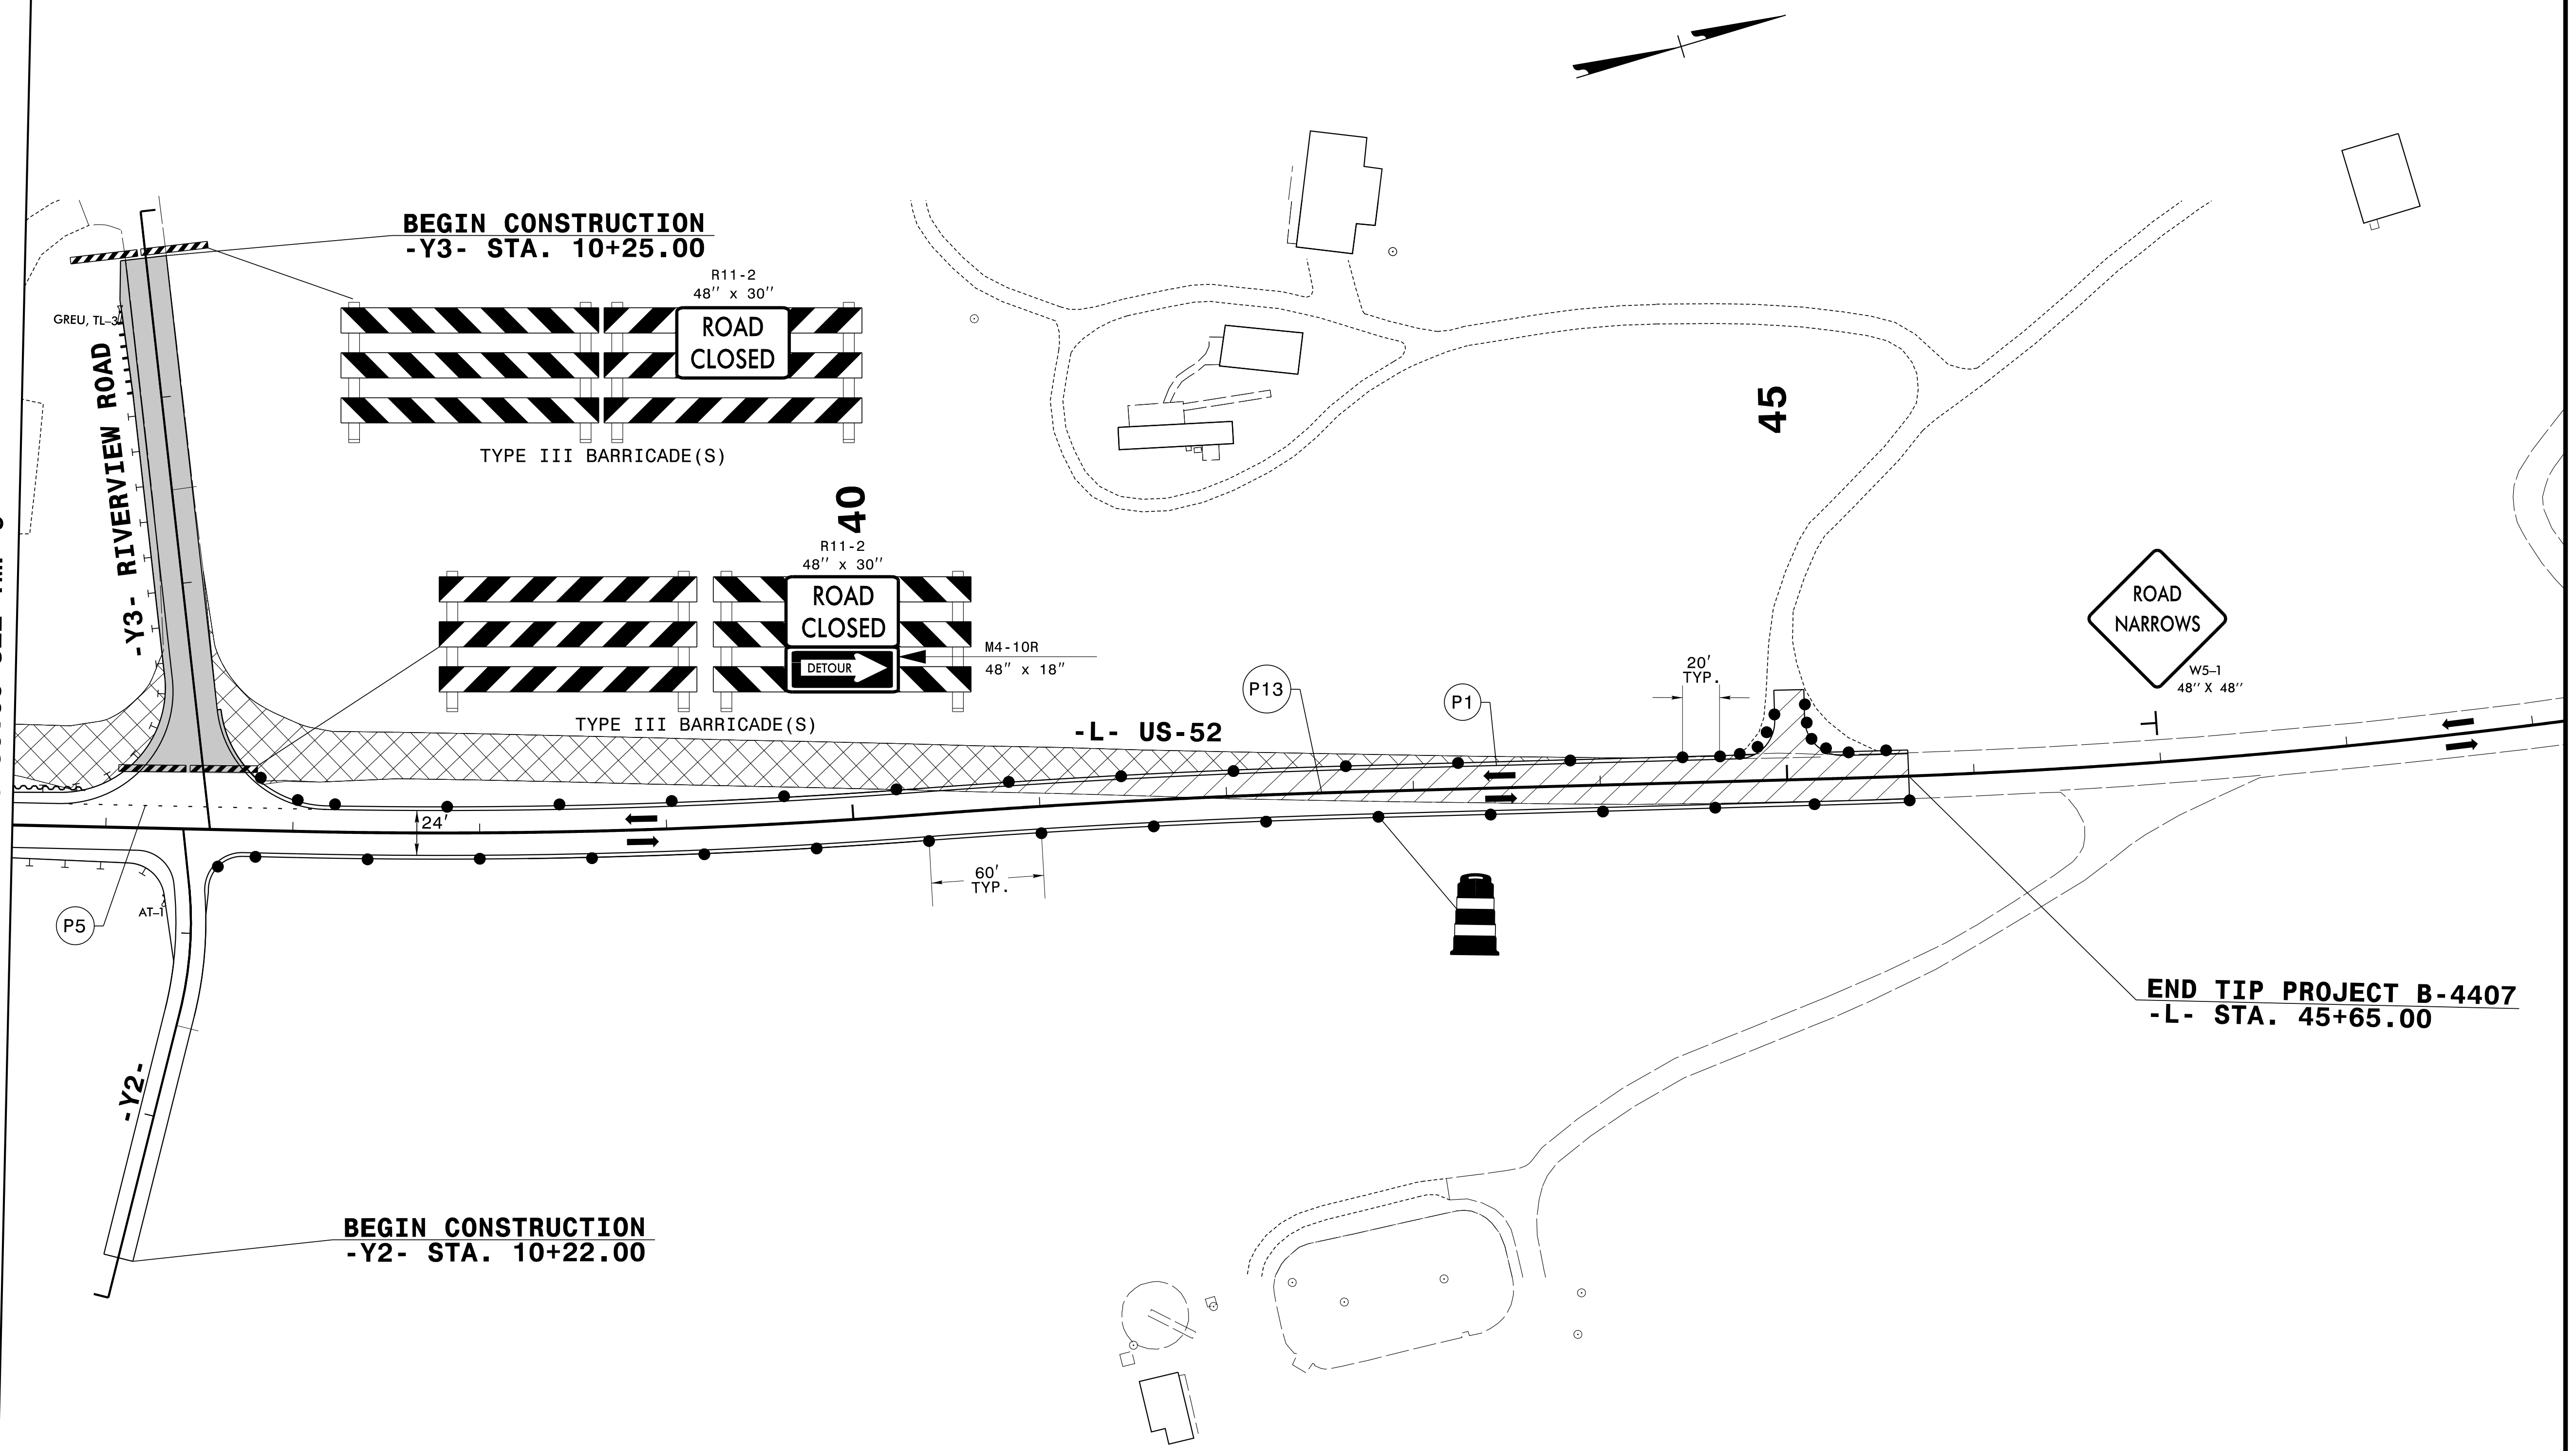 BEGIN CONSTRUCTION
-Y3- STA. 10+25.00
R11-2
48" x 30"
ROAD
CLOSED
TYPE III BARRICADE(S)
GREU, TL-3
-Y3- RIVERVIEW ROAD
40
45
R11-2
48" x 30"
ROAD
CLOSED
DETOUR
M4-10R
48" x 18"
TYPE III BARRICADE(S)
-L- US-52
P13
P1
20'
TYP.
ROAD
NARROWS
W5-1
48" X 48"
24'
60'
TYP.
P5
AT-1
-Y2-
END TIP PROJECT B-4407
-L- STA. 45+65.00
BEGIN CONSTRUCTION
-Y2- STA. 10+22.00